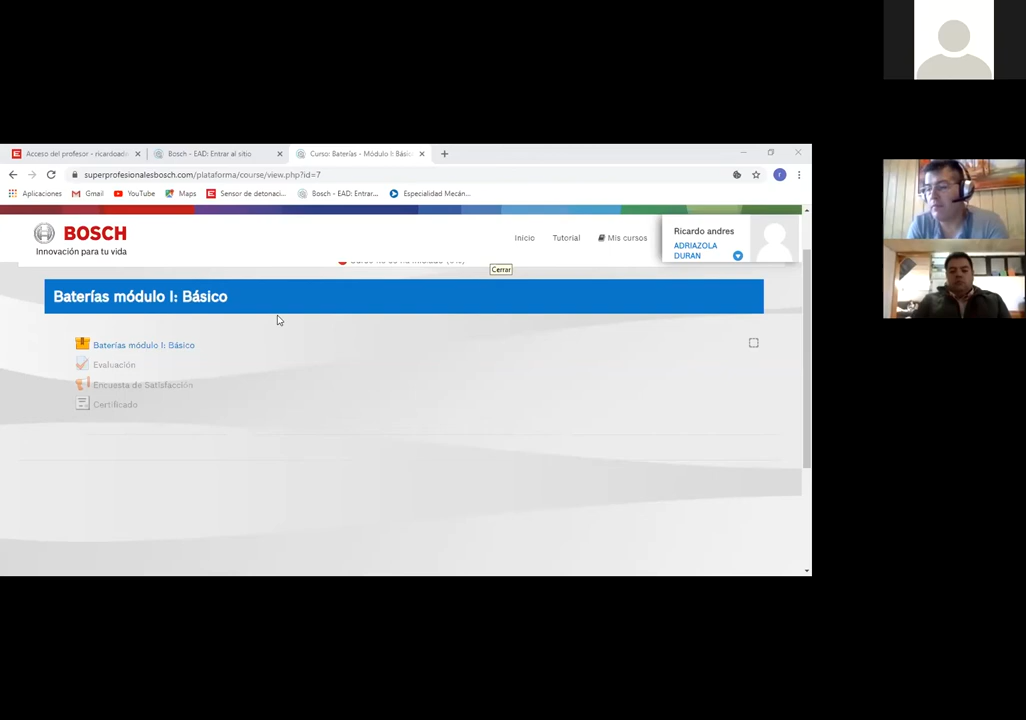 Acceso del profesor - ricardoad
Bosch - EAD: Entrar al sitio
Curso: Baterías - Módulo I: Básic
superprofesionalesbosch.com/plataforma/course/view.php?id=7
Aplicaciones
Gmail
YouTube
Maps
Sensor de detonaci...
Bosch - EAD: Entrar...
Especialidad Mecán...
BOSCH
Innovación para tu vida
Inicio
Tutorial
Mis cursos
Ricardo andres
ADRIAZOLA
DURAN
Cerrar
Baterías módulo I: Básico
Baterías módulo I: Básico
Evaluación
Encuesta de Satisfacción
Certificado